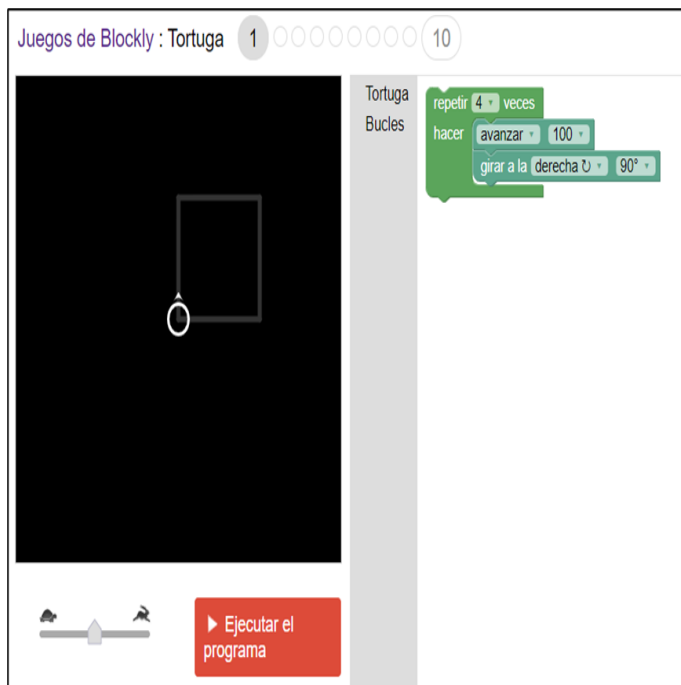 Juegos de Blockly : Tortuga 1 10
Tortuga
Bucles
repetir 4 veces
hacer avanzar 100
girar a la derecha ↻ 90°
Ejecutar el
programa